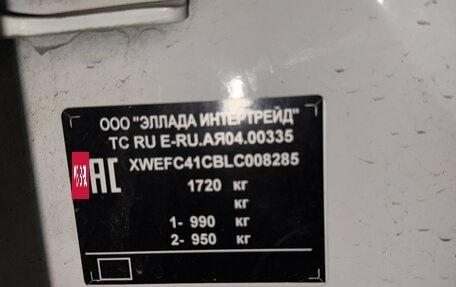 ООО "ЭЛЛАДА ИНТЕРТРЕЙД"
ТС RU E-RU.АЯ04.00335
XWEFC41CBLC008285
1720 кг
кг
1- 990 кг
2- 950 кг